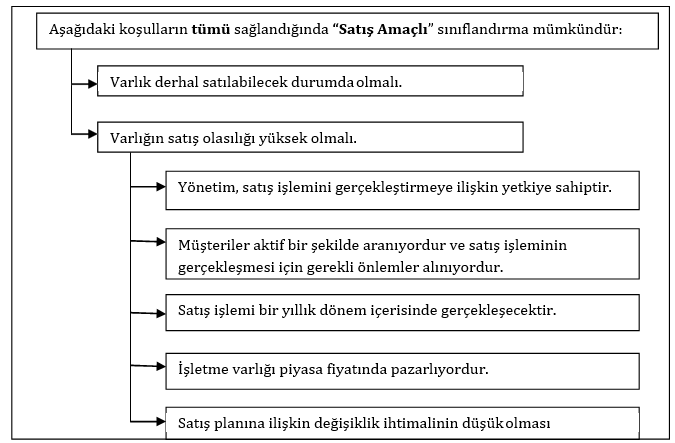 Aşağıdaki koşulların tümü sağlandığında “Satış Amaçlı” sınıflandırma mümkündür:
Varlık derhal satılabilecek durumda olmalı.
Varlığın satış olasılığı yüksek olmalı.
Yönetim, satış işlemini gerçekleştirmeye ilişkin yetkiye sahiptir.
Müşteriler aktif bir şekilde aranıyordur ve satış işleminin
gerçekleşmesi için gerekli önlemler alınıyordur.
Satış işlemi bir yıllık dönem içerisinde gerçekleşecektir.
İşletme varlığı piyasa fiyatında pazarlıyordur.
Satış planına ilişkin değişiklik ihtimalinin düşük olması